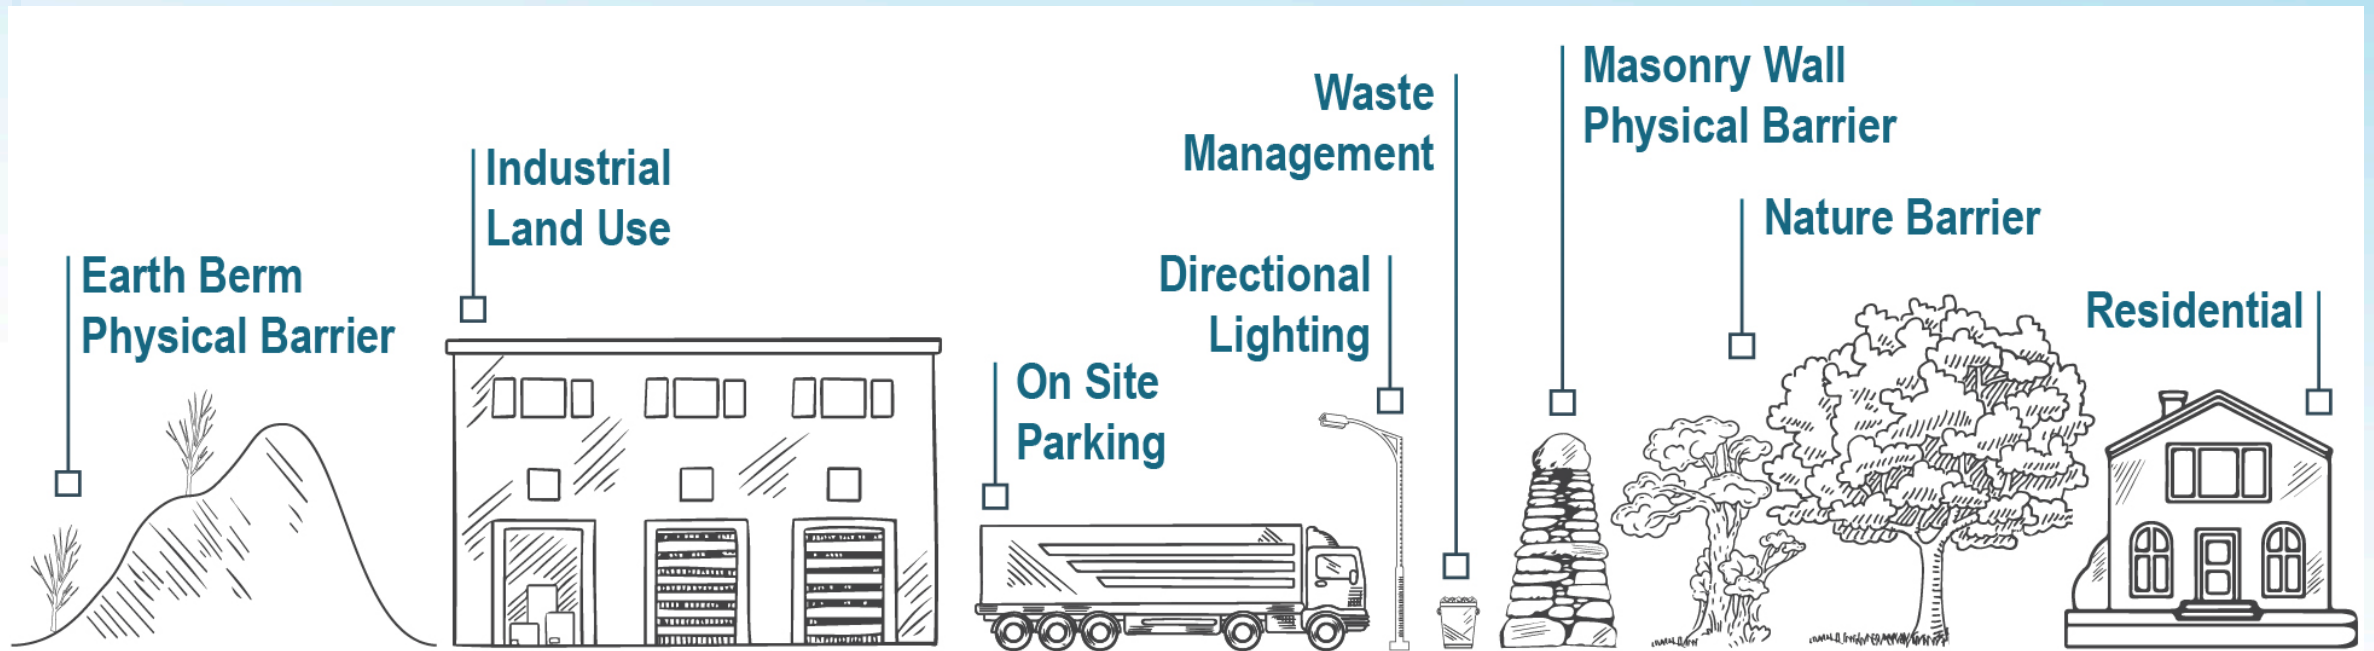 Earth Berm
Physical Barrier
Industrial
Land Use
On Site
Parking
Directional
Lighting
Waste
Management
Masonry Wall
Physical Barrier
Nature Barrier
Residential